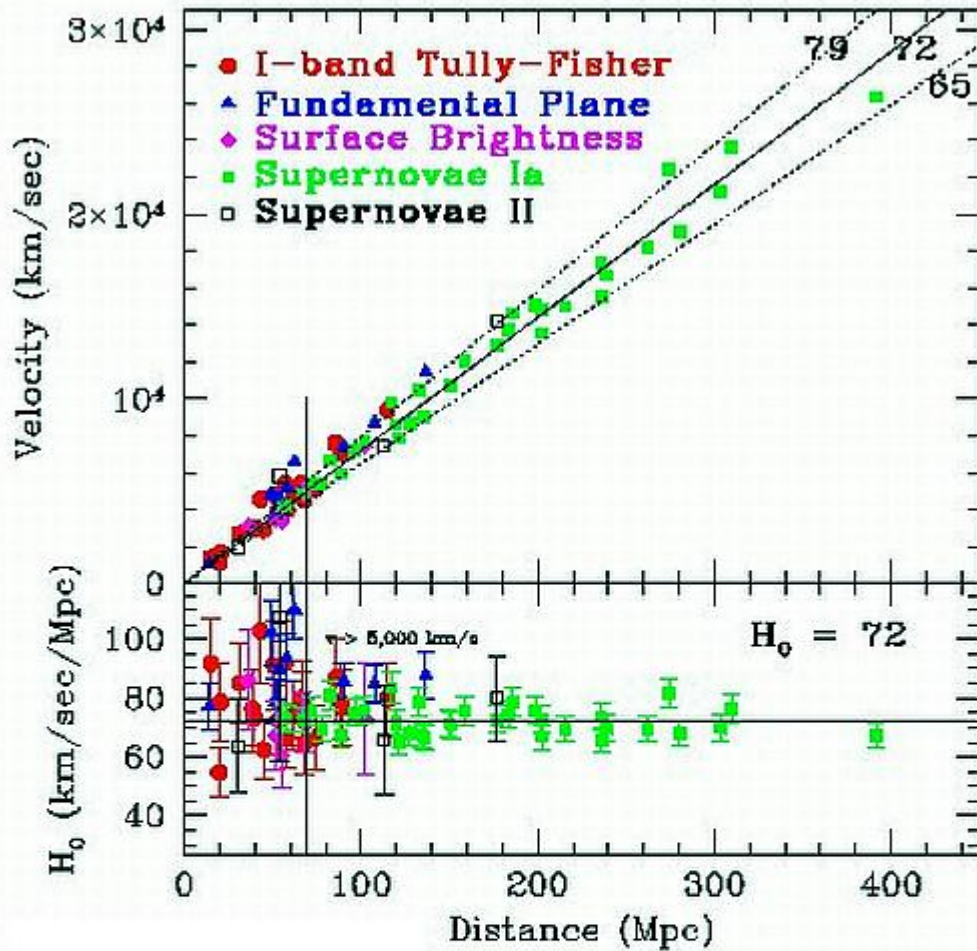 3×10⁴
79 72
65
I-band Tully-Fisher
Fundamental Plane
Surface Brightness
Supernovae Ia
Supernovae II
2×10⁴
10⁴
0
Velocity (km/sec)
100
80
60
40
H₀ (km/sec/Mpc)
5,000 km/s
H₀ = 72
0 100 200 300 400
Distance (Mpc)